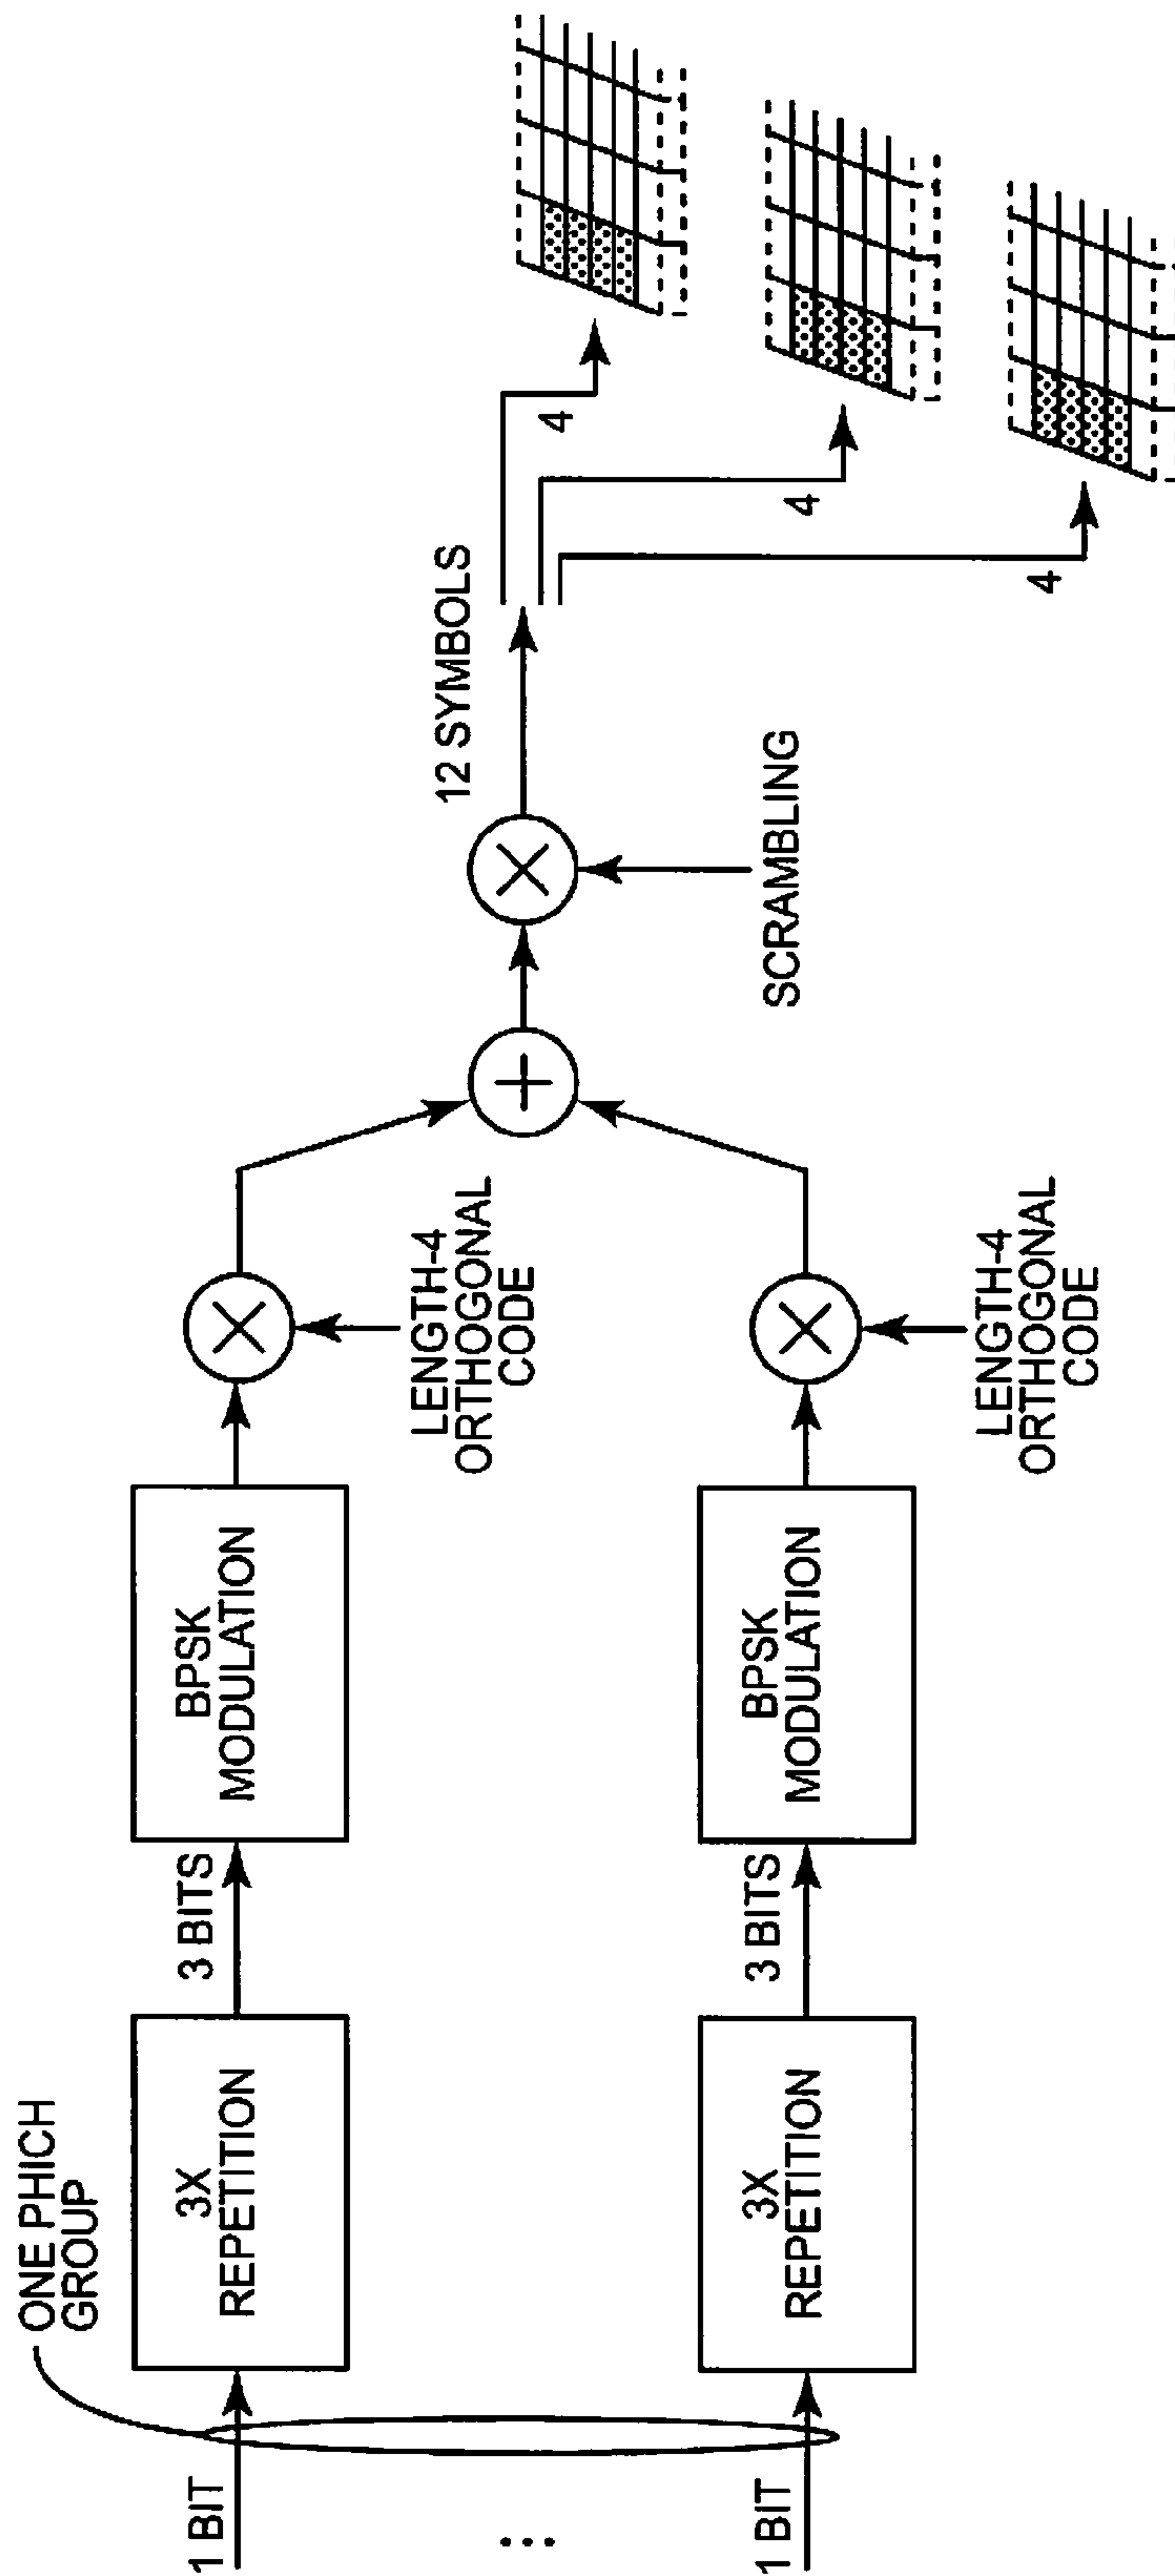 ONE PHICH
GROUP
1 BIT
3X
REPETITION
3 BITS
BPSK
MODULATION
LENGTH-4
ORTHOGONAL
CODE
...
1 BIT
3X
REPETITION
3 BITS
BPSK
MODULATION
LENGTH-4
ORTHOGONAL
CODE
SCRAMBLING
12 SYMBOLS
4
4
4